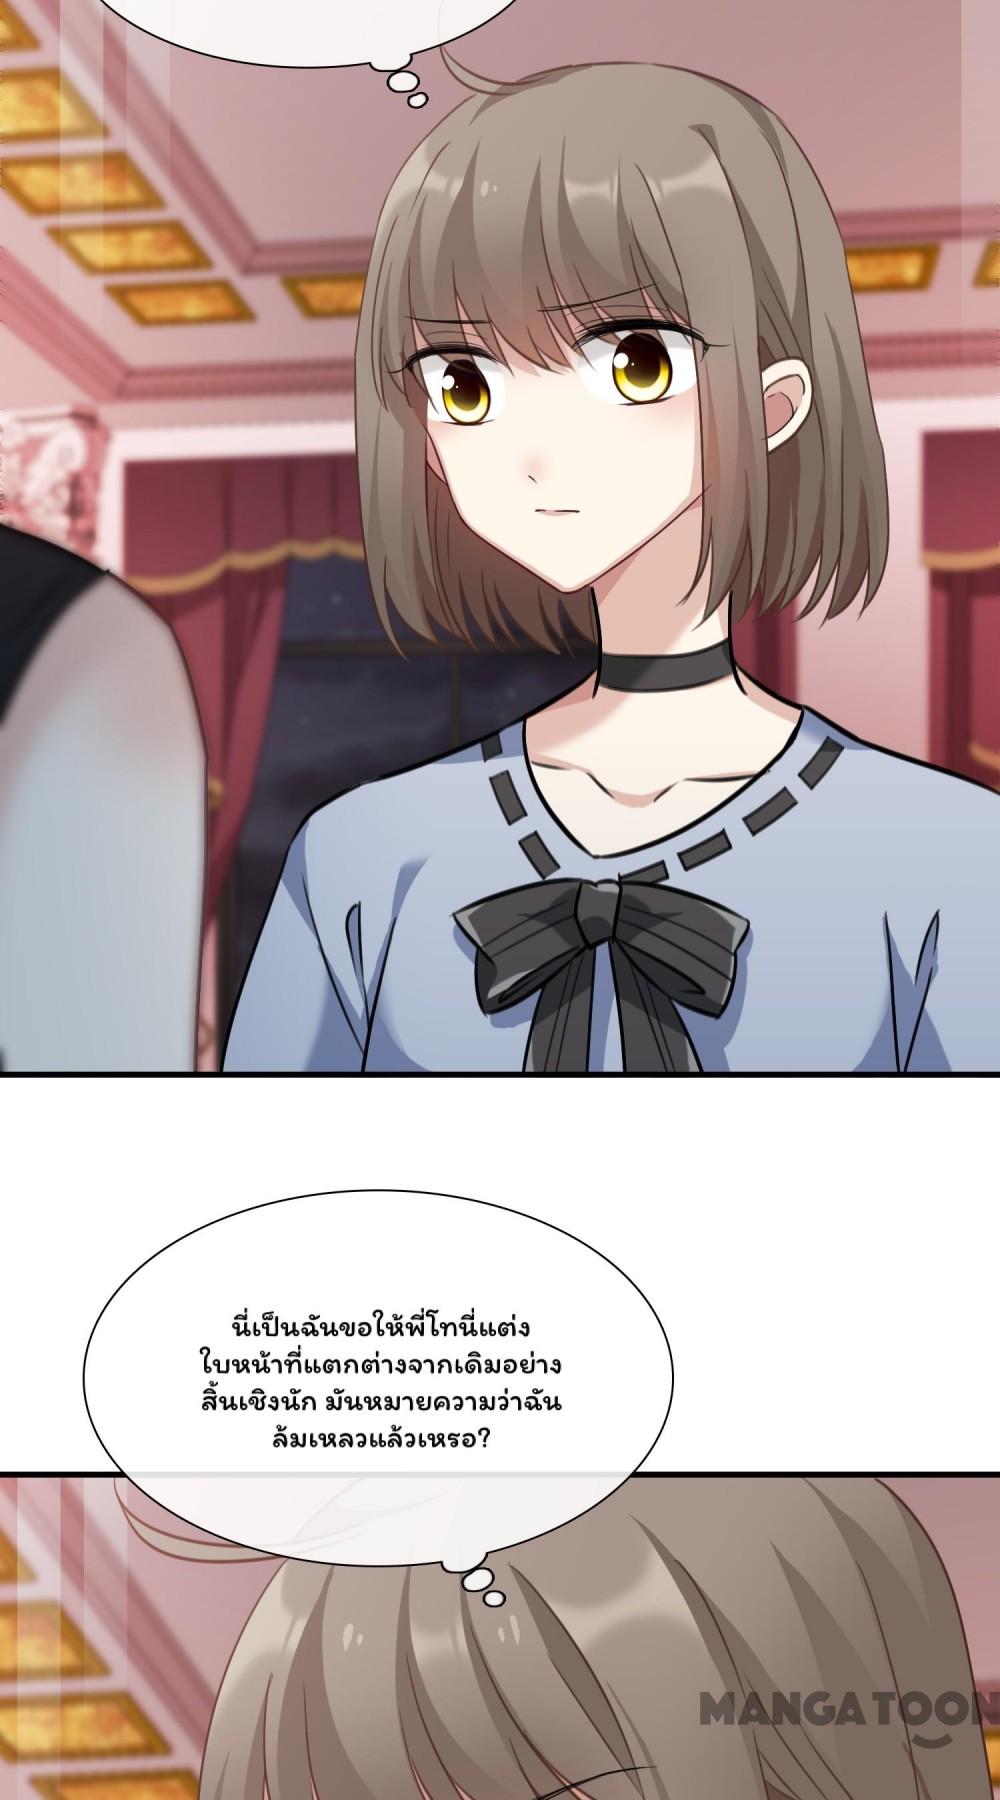 นี่เป็นฉันขอให้พี่โทนี่แต่ง
ใบหน้าที่แตกต่างจากเดิมอย่าง
สิ้นเชิงนัก มันหมายความว่าฉัน
ล้มเหลวแล้วเหรอ?
MANGATOON